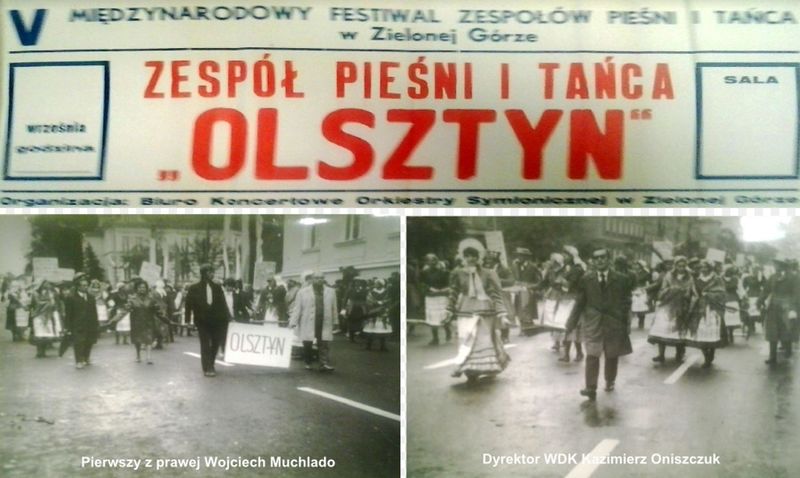 V MIĘDZYNARODOWY FESTIWAL ZESPOŁÓW PIEŚNI I TAŃCA
w Zielonej Górze
września
godzina
ZESPÓŁ PIEŚNI I TAŃCA
„OLSZTYN“
SALA
Organizacja: Biuro Koncertowe Orkiestry Symfonicznej w Zielonej Górze
OLSZTYN
Pierwszy z prawej Wojciech Muchlado
Dyrektor WDK Kazimierz Oniszczuk